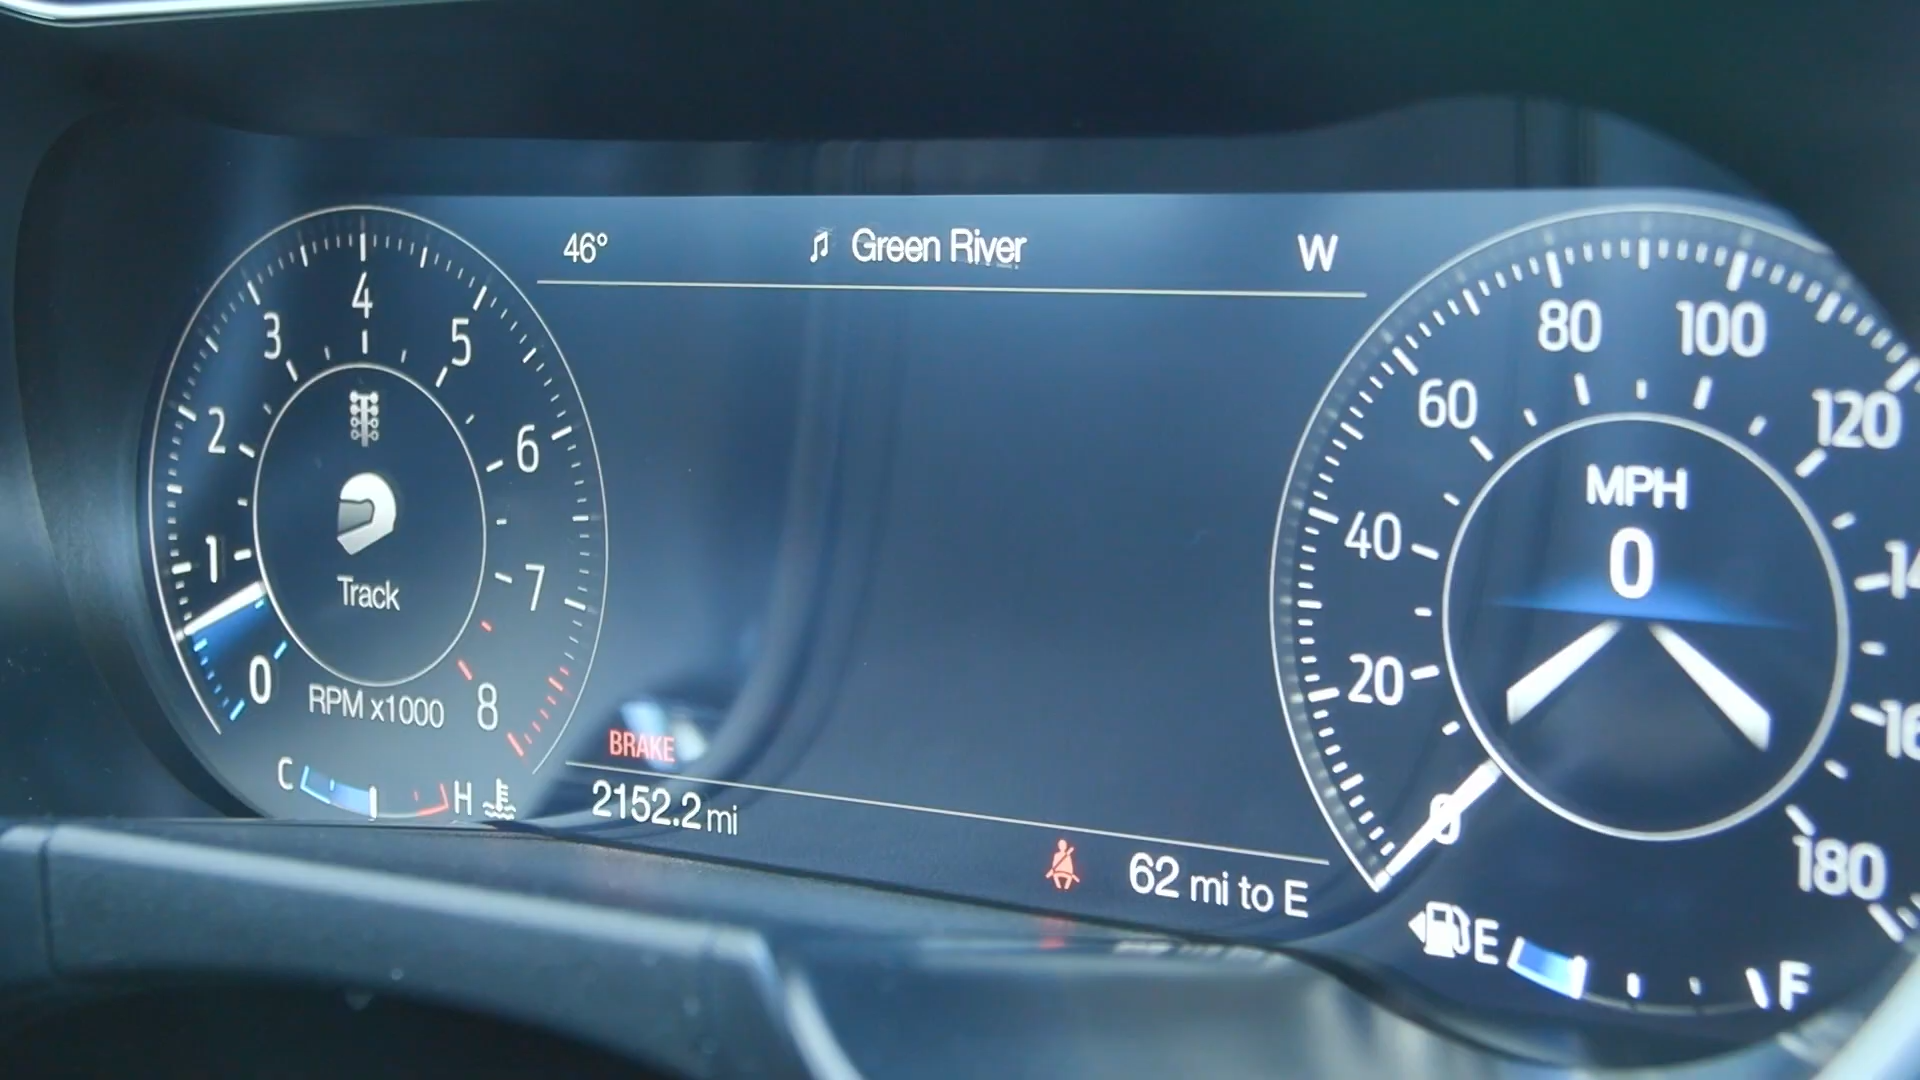 46° Green River W
4
3 5
2 6
1 7
0 8
Track
RPM x1000
C H
BRAKE
2152.2 mi
62 mi to E
80 100
60 120
40
20
0 180
MPH
0
E F